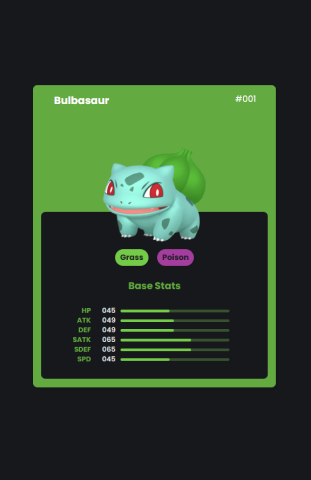 Bulbasaur #001
Grass Poison
Base Stats
HP 045
ATK 049
DEF 049
SATK 065
SDEF 065
SPD 045